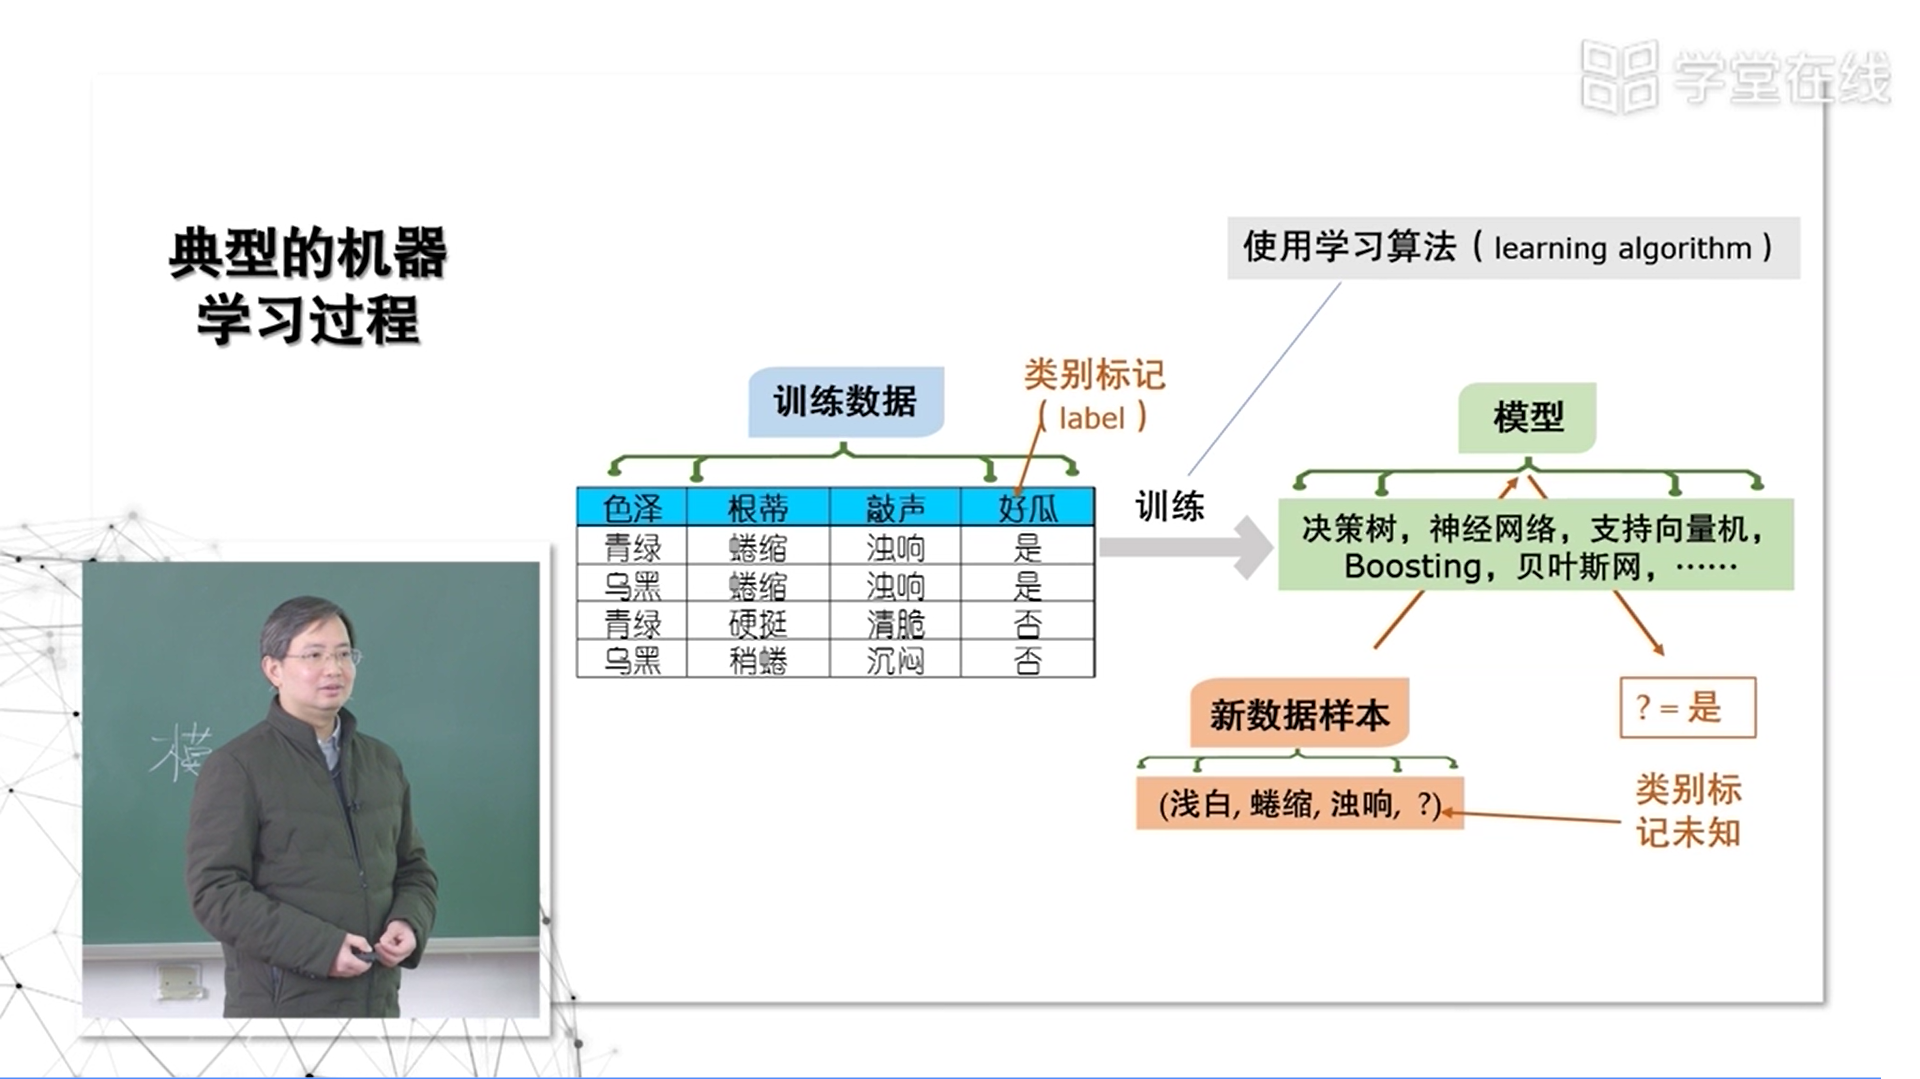 学堂在线
典型的机器
学习过程
使用学习算法（learning algorithm）
类别标记
（label）
训练数据
模型
色泽 根蒂 敲声 好瓜
青绿 蜷缩 浊响 是
乌黑 蜷缩 浊响 是
青绿 硬挺 清脆 否
乌黑 稍蜷 沉闷 否
训练
决策树，神经网络，支持向量机，
Boosting，贝叶斯网，……
新数据样本
(浅白, 蜷缩, 浊响, ?)
? = 是
类别标
记未知
模